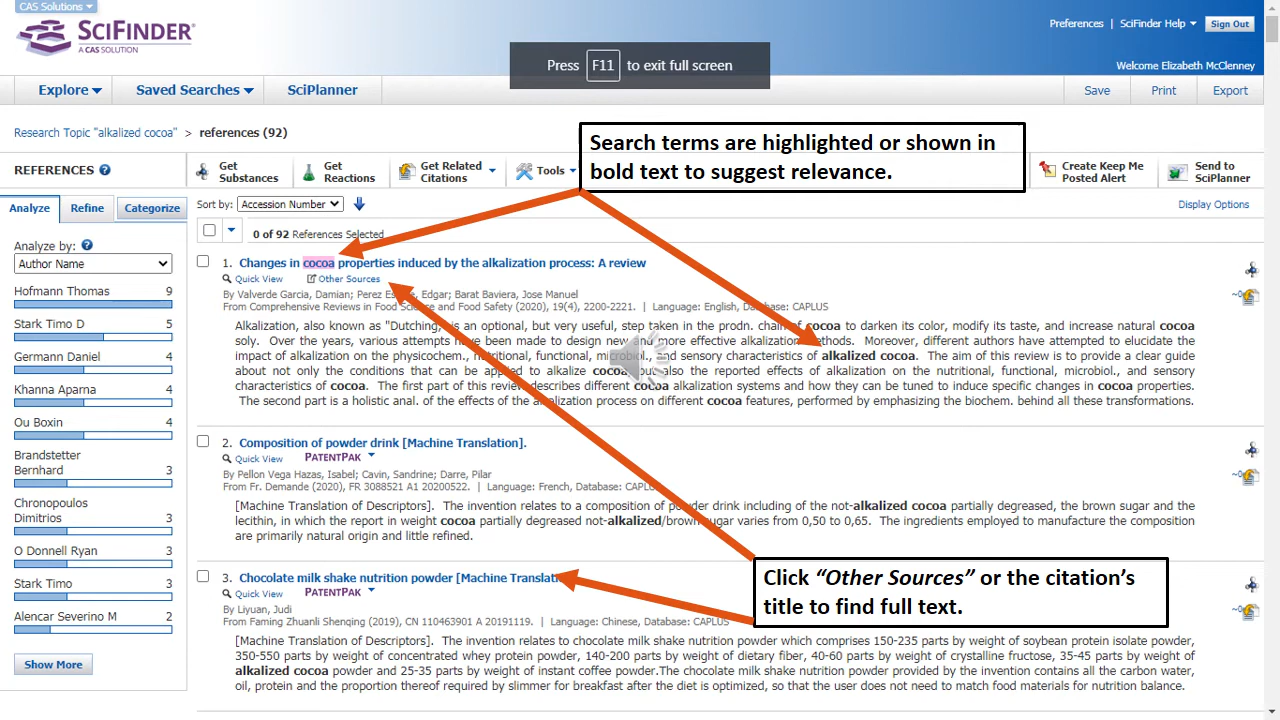 CAS Solutions
SCIFINDER®
A CAS SOLUTION
Preferences | SciFinder Help Sign Out
Press F11 to exit full screen
Welcome Elizabeth McClenney
Explore Saved Searches SciPlanner Save Print Export
Research Topic "alkalized cocoa" > references (92)
Search terms are highlighted or shown in
bold text to suggest relevance.
REFERENCES ?
Get Substances
Get Reactions
Get Related Citations
Tools
Create Keep Me Posted Alert
Send to SciPlanner
Analyze Refine Categorize
Sort by: Accession Number
Display Options
0 of 92 References Selected
Analyze by: ?
Author Name
Hofmann Thomas 9
Stark Timo D 5
Germann Daniel 4
Khanna Aparna 4
Ou Boxin 4
Brandstetter
Bernhard 3
Chronopoulos
Dimitrios 3
O Donnell Ryan 3
Stark Timo 3
Alencar Severino M 2
Show More
1. Changes in cocoa properties induced by the alkalization process: A review
Quick View Other Sources
~0
By Valverde Garcia, Damian; Perez Edgar; Barat Baviera, Jose Manuel
From Comprehensive Reviews in Food Science and Food Safety (2020), 19(4), 2200-2221. | Language: English, Database: CAPLUS
Alkalization, also known as "Dutching," is an optional, but very useful, step taken in the prodn. chain of cocoa to darken its color, modify its taste, and increase natural cocoa
soly. Over the years, various attempts have been made to design new and more effective alkalization methods. Moreover, different authors have attempted to elucidate the
impact of alkalization on the physicochem., nutritional, functional, microbiol., and sensory characteristics of alkalized cocoa. The aim of this review is to provide a clear guide
about not only the conditions that can be applied to alkalize cocoa but also the reported effects of alkalization on the nutritional, functional, microbiol., and sensory
characteristics of cocoa. The first part of this review describes different cocoa alkalization systems and how they can be tuned to induce specific changes in cocoa properties.
The second part is a holistic anal. of the effects of the alkalization process on different cocoa features, performed by emphasizing the biochem. behind all these transformations.
2. Composition of powder drink [Machine Translation].
Quick View PATENTPAK
~0
By Pellon Vega Hazas, Isabel; Cavin, Sandrine; Darre, Pilar
From Fr. Demande (2020), FR 3088521 A1 20200522. | Language: French, Database: CAPLUS
[Machine Translation of Descriptors]. The invention relates to a composition of powder drink including of the not-alkalized cocoa partially degreased, the brown sugar and the
lecithin, in which the report in weight cocoa partially degreased not-alkalized/brown sugar varies from 0,50 to 0,65. The ingredients employed to manufacture the composition
are primarily natural origin and little refined.
Click “Other Sources” or the citation’s
title to find full text.
3. Chocolate milk shake nutrition powder [Machine
Quick View PATENTPAK
~0
By Liyuan, Judi
From Faming Zhuanli Shenqing (2019), CN 110463901 A 20191119. | Language: Chinese, Database: CAPLUS
[Machine Translation of Descriptors]. The invention relates to chocolate milk shake nutrition powder which comprises 150-235 parts by weight of soybean protein isolate powder,
350-550 parts by weight of concentrated whey protein powder, 140-200 parts by weight of dietary fiber, 40-60 parts by weight of crystalline fructose, 35-45 parts by weight of
alkalized cocoa powder and 25-35 parts by weight of instant coffee powder.The chocolate milk shake nutrition powder provided by the invention contains all the carbon water,
oil, protein and the proportion thereof required by slimmer for breakfast after the diet is optimized, so that the user does not need to match food materials for nutrition balance.